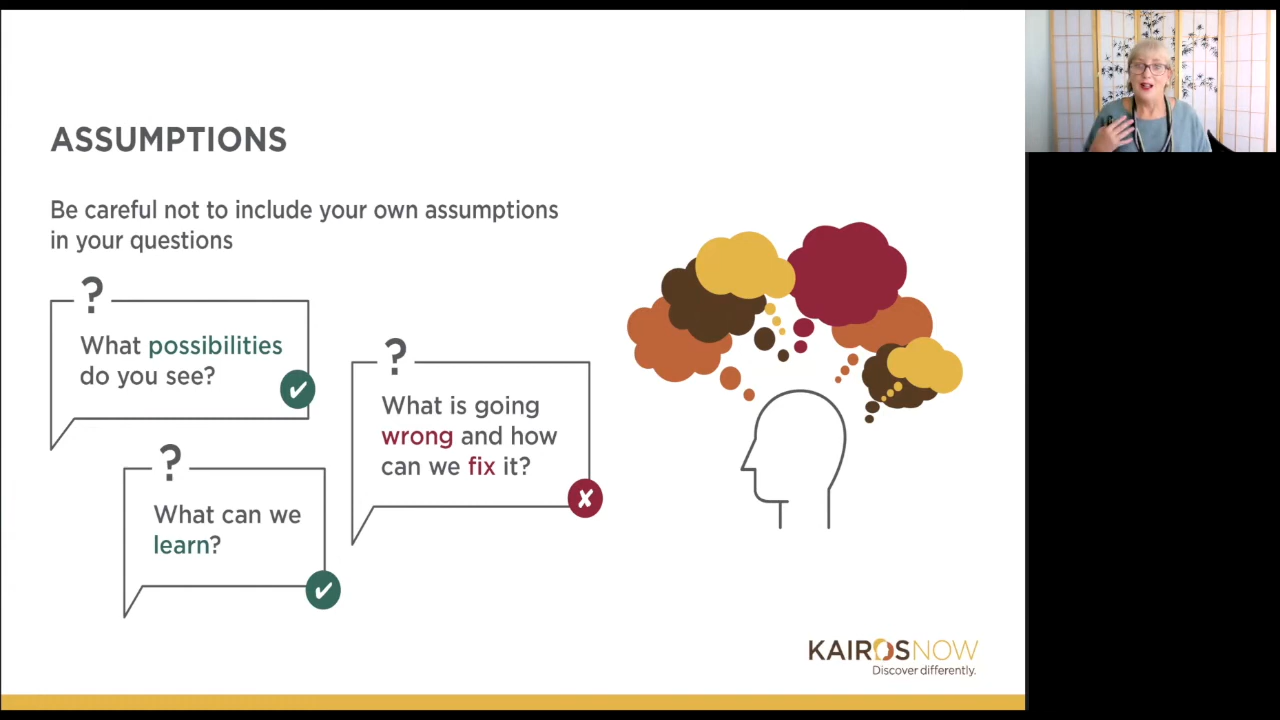 ASSUMPTIONS
Be careful not to include your own assumptions
in your questions
?
What possibilities
do you see?
?
What is going
wrong and how
can we fix it?
?
What can we
learn?
KAIROSNOW
Discover differently.